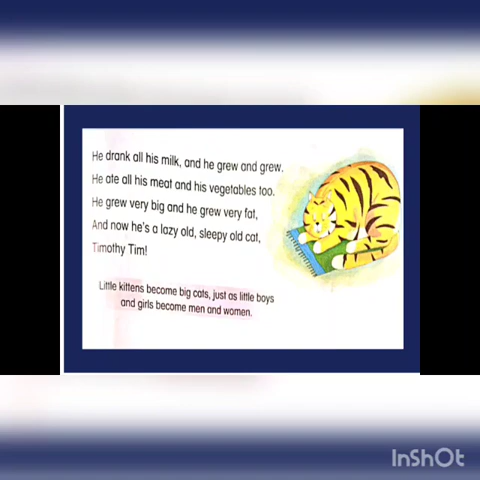 He drank all his milk, and he grew and grew.
He ate all his meat and his vegetables too.
He grew very big and he grew very fat,
And now he's a lazy old, sleepy old cat,
Timothy Tim!
Little kittens become big cats, just as little boys
and girls become men and women.
InShOt